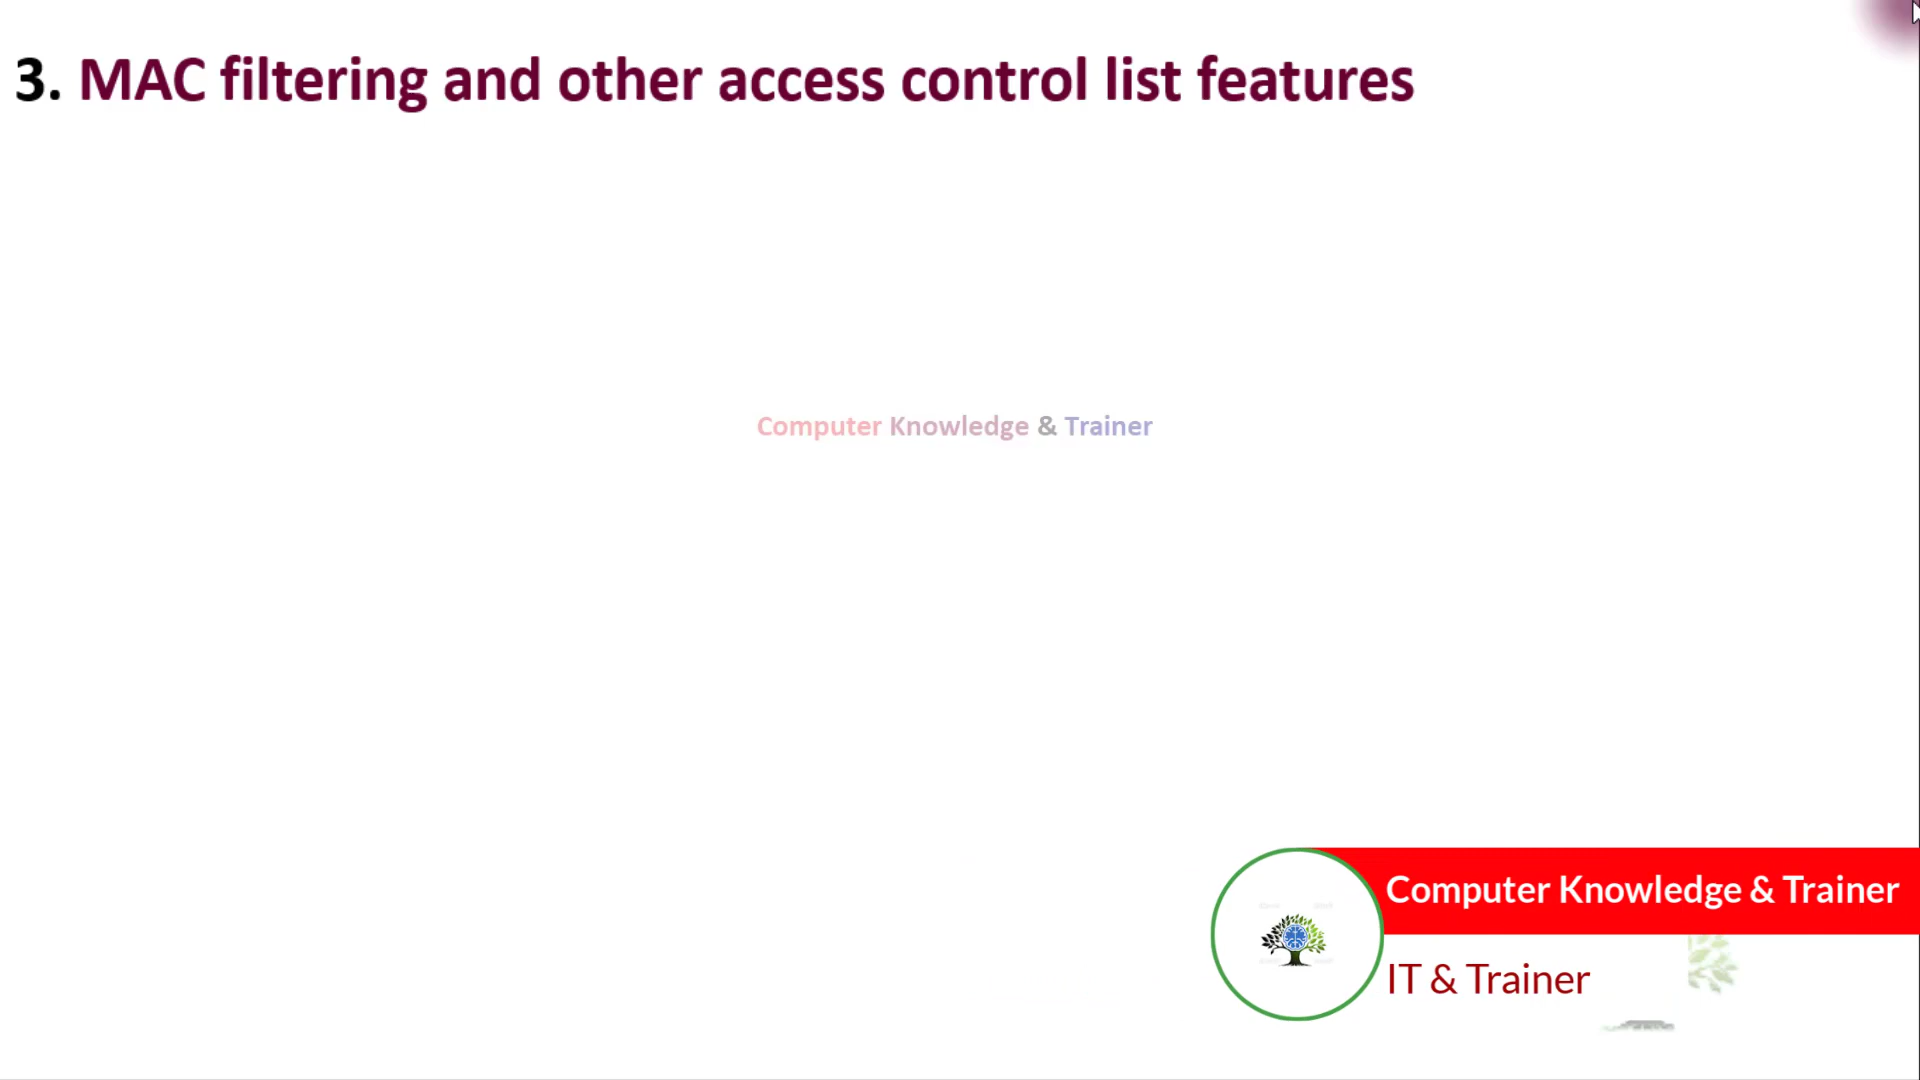 3. MAC filtering and other access control list features
Computer Knowledge & Trainer
Computer Knowledge & Trainer
IT & Trainer